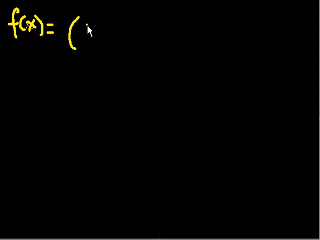 f(x) = (